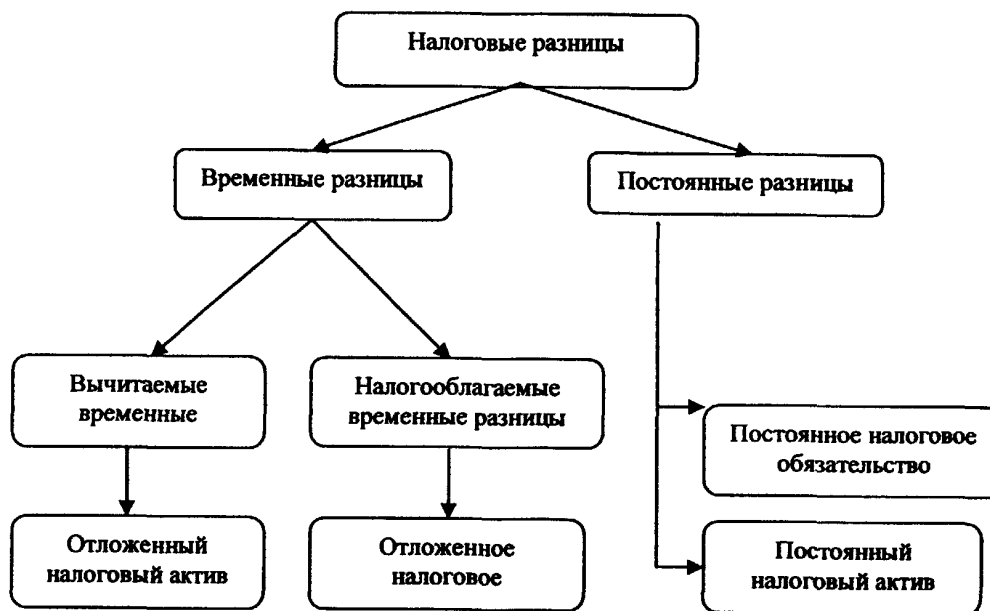 Налоговые разницы
Временные разницы
Постоянные разницы
Вычитаемые
временные
Налогооблагаемые
временные разницы
Постоянное налоговое
обязательство
Отложенный
налоговый актив
Отложенное
налоговое
Постоянный
налоговый актив